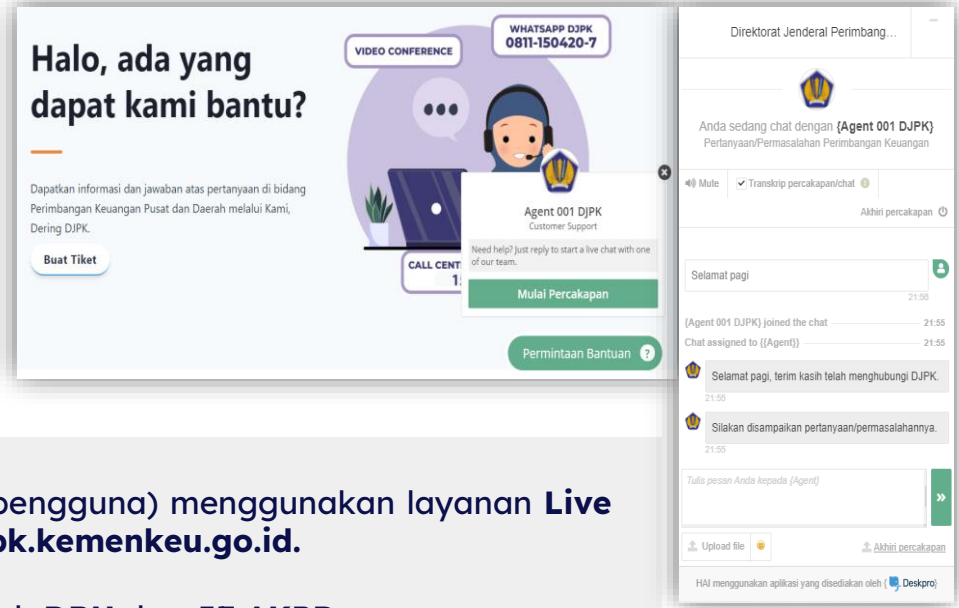 Halo, ada yang
dapat kami bantu?
Dapatkan informasi dan jawaban atas pertanyaan di bidang
Perimbangan Keuangan Pusat dan Daerah melalui Kami,
Dering DJPK.
Buat Tiket
VIDEO CONFERENCE
WHATSAPP DJPK
0811-150420-7
CALL CENT
Agent 001 DJPK
Customer Support
Need help? Just reply to start a live chat with one
of our team.
Mulai Percakapan
Permintaan Bantuan ?
Direktorat Jenderal Perimbang...
Anda sedang chat dengan {Agent 001 DJPK}
Pertanyaan/Permasalahan Perimbangan Keuangan
Mute
Transkrip percakapan/chat
Akhiri percakapan
Selamat pagi
{Agent 001 DJPK} joined the chat 21:55
Chat assigned to {{Agent}} 21:55
Selamat pagi, terim kasih telah menghubungi DJPK.
21:55
Silakan disampaikan pertanyaan/permasalahannya.
21:55
Tulis pesan Anda kepada {Agent}
Upload file
Akhiri percakapan
HAI menggunakan aplikasi yang disediakan oleh { Deskpro}
pengguna) menggunakan layanan Live
pk.kemenkeu.go.id.